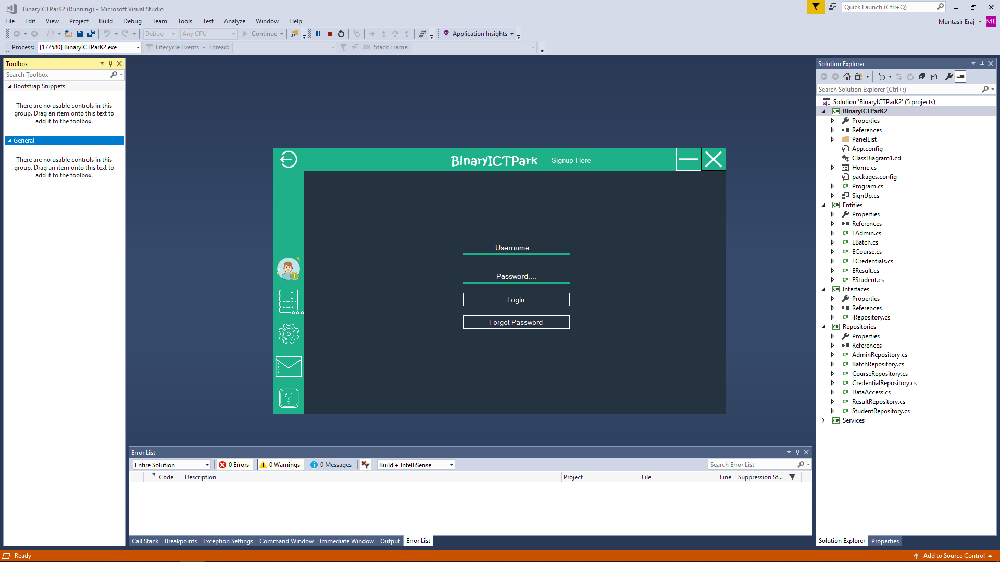 BinaryICTParK2 (Running) - Microsoft Visual Studio
Quick Launch (Ctrl+Q)
File Edit View Project Build Debug Team Tools Test Analyze Window Help
Muntasir Eraj ME
Debug Any CPU Continue Application Insights
Process: [177580] BinaryICTParK2.exe Lifecycle Events Thread: Stack Frame:
Toolbox
Search Toolbox
Bootstrap Snippets
There are no usable controls in this
group. Drag an item onto this text to
add it to the toolbox.
General
There are no usable controls in this
group. Drag an item onto this text to
add it to the toolbox.
BinaryICTPark Signup Here
Username....
Password....
Login
Forgot Password
?
Error List
Entire Solution 0 Errors 0 Warnings 0 Messages Build + IntelliSense Search Error List
Code Description Project File Line Suppression St...
Call Stack Breakpoints Exception Settings Command Window Immediate Window Output Error List
Solution Explorer
Search Solution Explorer (Ctrl+;)
Solution 'BinaryICTParK2' (5 projects)
C# BinaryICTParK2
Properties
References
PanelList
App.config
ClassDiagram1.cd
Home.cs
packages.config
C# Program.cs
SignUp.cs
C# Entities
Properties
References
C# EAdmin.cs
C# EBatch.cs
C# ECourse.cs
C# ECredentials.cs
C# EResult.cs
C# EStudent.cs
C# Interfaces
Properties
References
C# IRepository.cs
C# Repositories
Properties
References
C# AdminRepository.cs
C# BatchRepository.cs
C# CourseRepository.cs
C# CredentialRepository.cs
C# DataAccess.cs
C# ResultRepository.cs
C# StudentRepository.cs
C# Services
Solution Explorer Properties
Ready Add to Source Control